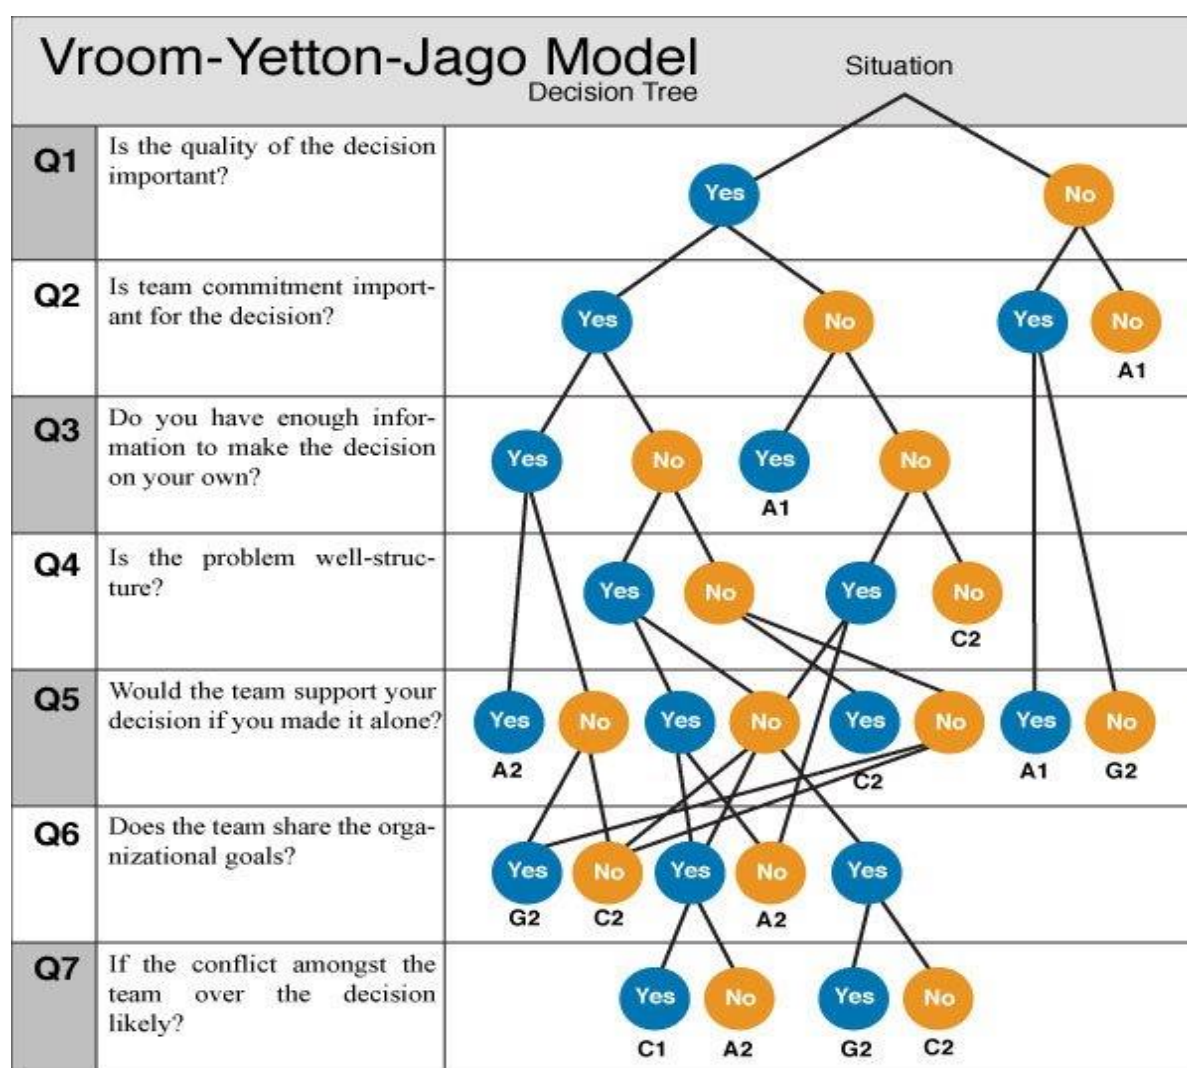 Vroom-Yetton-Jago Model
Decision Tree
Situation
Q1
Is the quality of the decision
important?
Yes
No
Q2
Is team commitment import-
ant for the decision?
Yes
No
Yes
No
A1
Q3
Do you have enough infor-
mation to make the decision
on your own?
Yes
No
Yes
No
A1
Q4
Is the problem well-struc-
ture?
Yes
No
Yes
No
C2
Q5
Would the team support your
decision if you made it alone?
Yes
No
Yes
No
Yes
No
Yes
No
A2
C2
A1
G2
Q6
Does the team share the orga-
nizational goals?
Yes
No
Yes
No
Yes
G2
C2
A2
Q7
If the conflict amongst the
team over the decision
likely?
Yes
No
Yes
No
C1
A2
G2
C2